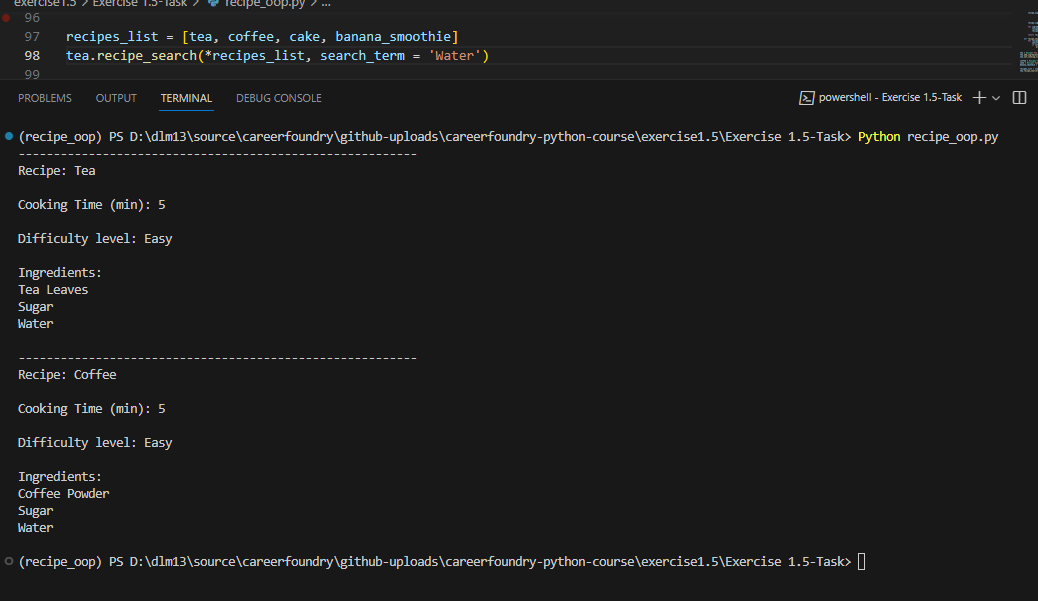 exercise1.5 > Exercise 1.5-Task > recipe_oop.py > ...
96
97 recipes_list = [tea, coffee, cake, banana_smoothie]
98 tea.recipe_search(*recipes_list, search_term = 'Water')
99
PROBLEMS OUTPUT TERMINAL DEBUG CONSOLE powershell - Exercise 1.5-Task
(recipe_oop) PS D:\dlm13\source\careerfoundry\github-uploads\careerfoundry-python-course\exercise1.5\Exercise 1.5-Task> Python recipe_oop.py
---------------------------------------------------------
Recipe: Tea
Cooking Time (min): 5
Difficulty level: Easy
Ingredients:
Tea Leaves
Sugar
Water
---------------------------------------------------------
Recipe: Coffee
Cooking Time (min): 5
Difficulty level: Easy
Ingredients:
Coffee Powder
Sugar
Water
(recipe_oop) PS D:\dlm13\source\careerfoundry\github-uploads\careerfoundry-python-course\exercise1.5\Exercise 1.5-Task>